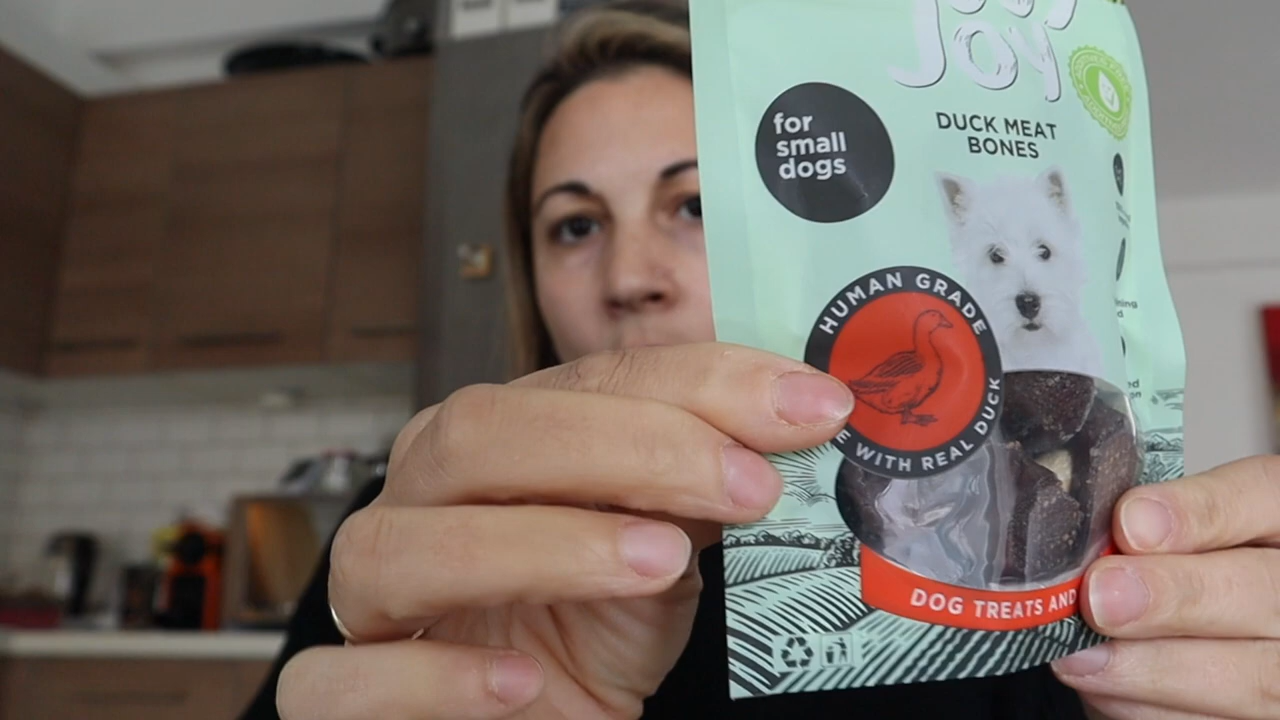 JOY
for
small
dogs
DUCK MEAT
BONES
HUMAN GRADE
WITH REAL DUCK
DOG TREATS AND